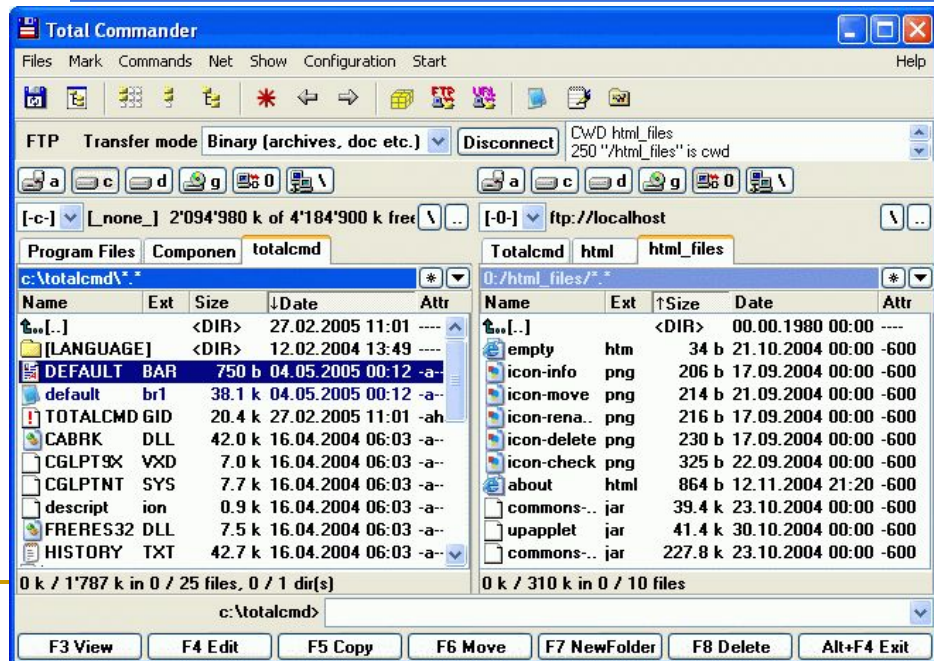 Total Commander
Files Mark Commands Net Show Configuration Start Help
FTP Transfer mode Binary (archives, doc etc.) Disconnect
CWD html_files
250 "/html_files" is cwd
a c d g 0 \ a c d g 0 \
[-c-] [_none_] 2'094'980 k of 4'184'900 k free \ .. [-0-] ftp://localhost \ ..
Program Files Componen totalcmd Totalcmd html html_files
c:\totalcmd\*.* * 0:/html_files/*.* *
Name Ext Size ↓Date Attr Name Ext ↑Size Date Attr
[..] <DIR> 27.02.2005 11:01 ---- [..] <DIR> 00.00.1980 00:00 ----
[LANGUAGE] <DIR> 12.02.2004 13:49 ---- empty htm 34 b 21.10.2004 00:00 -600
DEFAULT BAR 750 b 04.05.2005 00:12 -a-- icon-info png 206 b 17.09.2004 00:00 -600
default br1 38.1 k 04.05.2005 00:12 -a-- icon-move png 214 b 21.09.2004 00:00 -600
TOTALCMD GID 20.4 k 27.02.2005 11:01 -ah icon-rena.. png 216 b 17.09.2004 00:00 -600
CABRK DLL 42.0 k 16.04.2004 06:03 -a-- icon-delete png 230 b 17.09.2004 00:00 -600
CGLPT9X VXD 7.0 k 16.04.2004 06:03 -a-- icon-check png 325 b 22.09.2004 00:00 -600
CGLPTNT SYS 7.7 k 16.04.2004 06:03 -a-- about html 864 b 12.11.2004 21:20 -600
descript ion 0.9 k 16.04.2004 06:03 -a-- commons-.. jar 39.4 k 23.10.2004 00:00 -600
FRERES32 DLL 7.5 k 16.04.2004 06:03 -a-- upapplet jar 41.4 k 30.10.2004 00:00 -600
HISTORY TXT 42.7 k 16.04.2004 06:03 -a-- commons-.. jar 227.8 k 23.10.2004 00:00 -600
0 k / 1'787 k in 0 / 25 files, 0 / 1 dir(s) 0 k / 310 k in 0 / 10 files
c:\totalcmd>
F3 View F4 Edit F5 Copy F6 Move F7 NewFolder F8 Delete Alt+F4 Exit